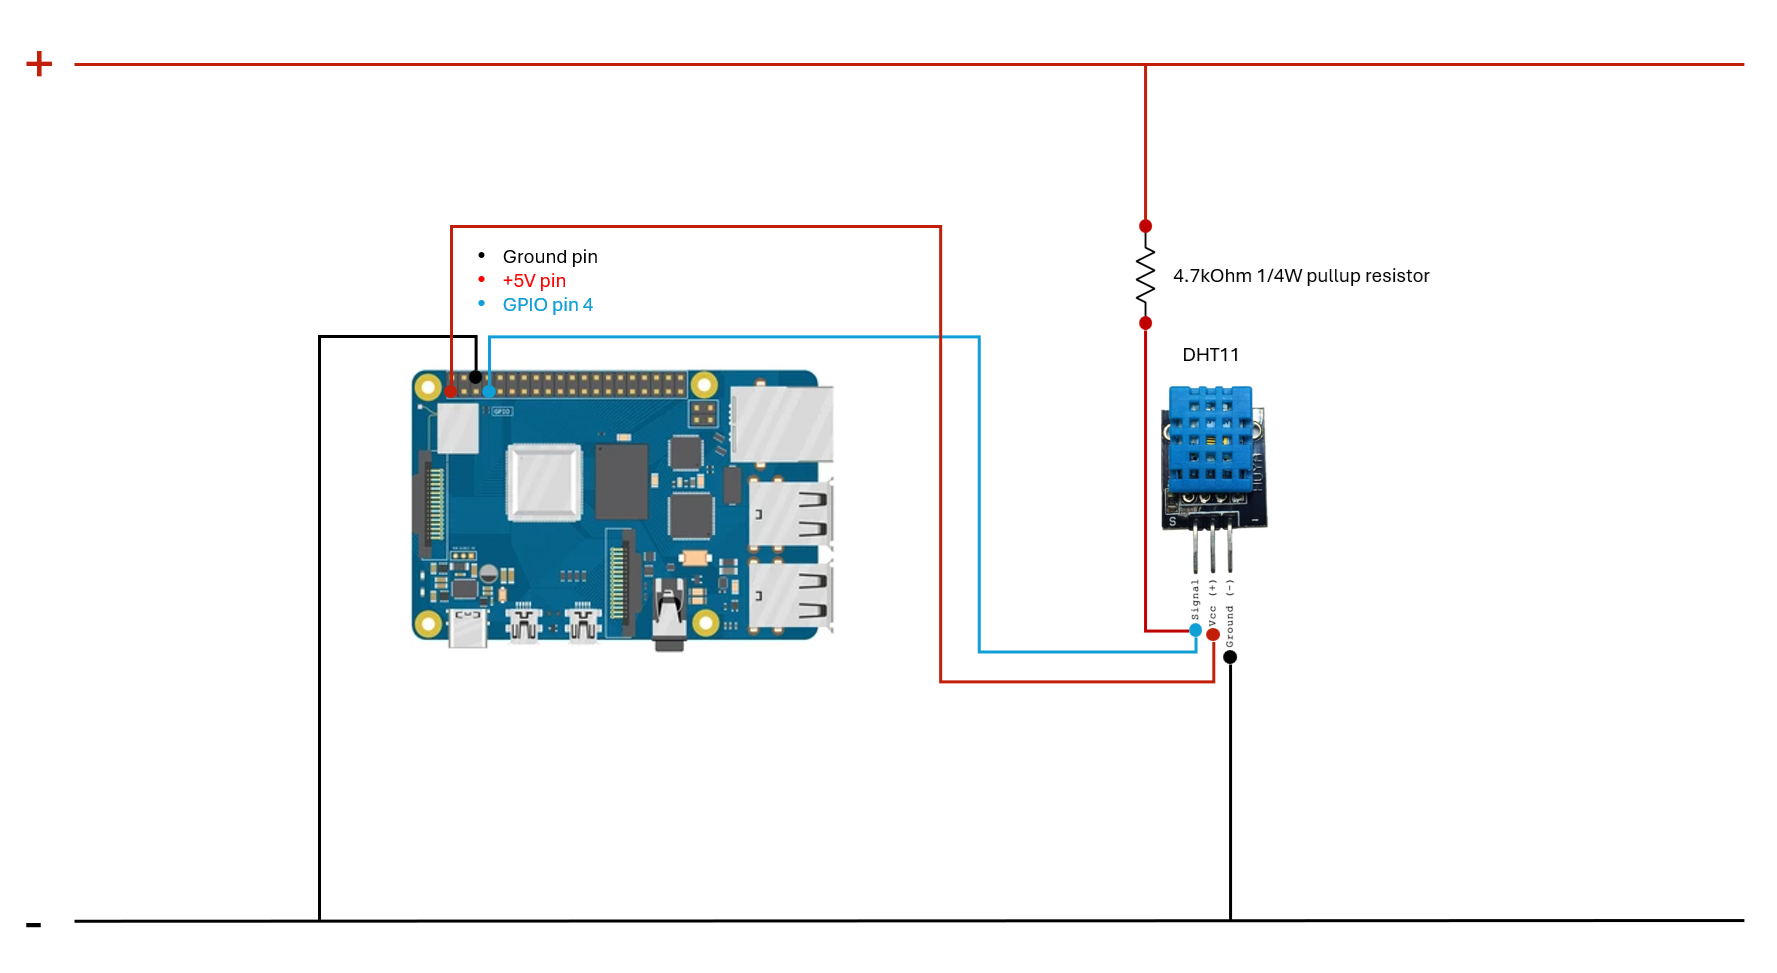 +
Ground pin
+5V pin
GPIO pin 4
4.7kOhm 1/4W pullup resistor
DHT11
GPIO
S
-
Signal
Vcc (+)
Ground (-)
-